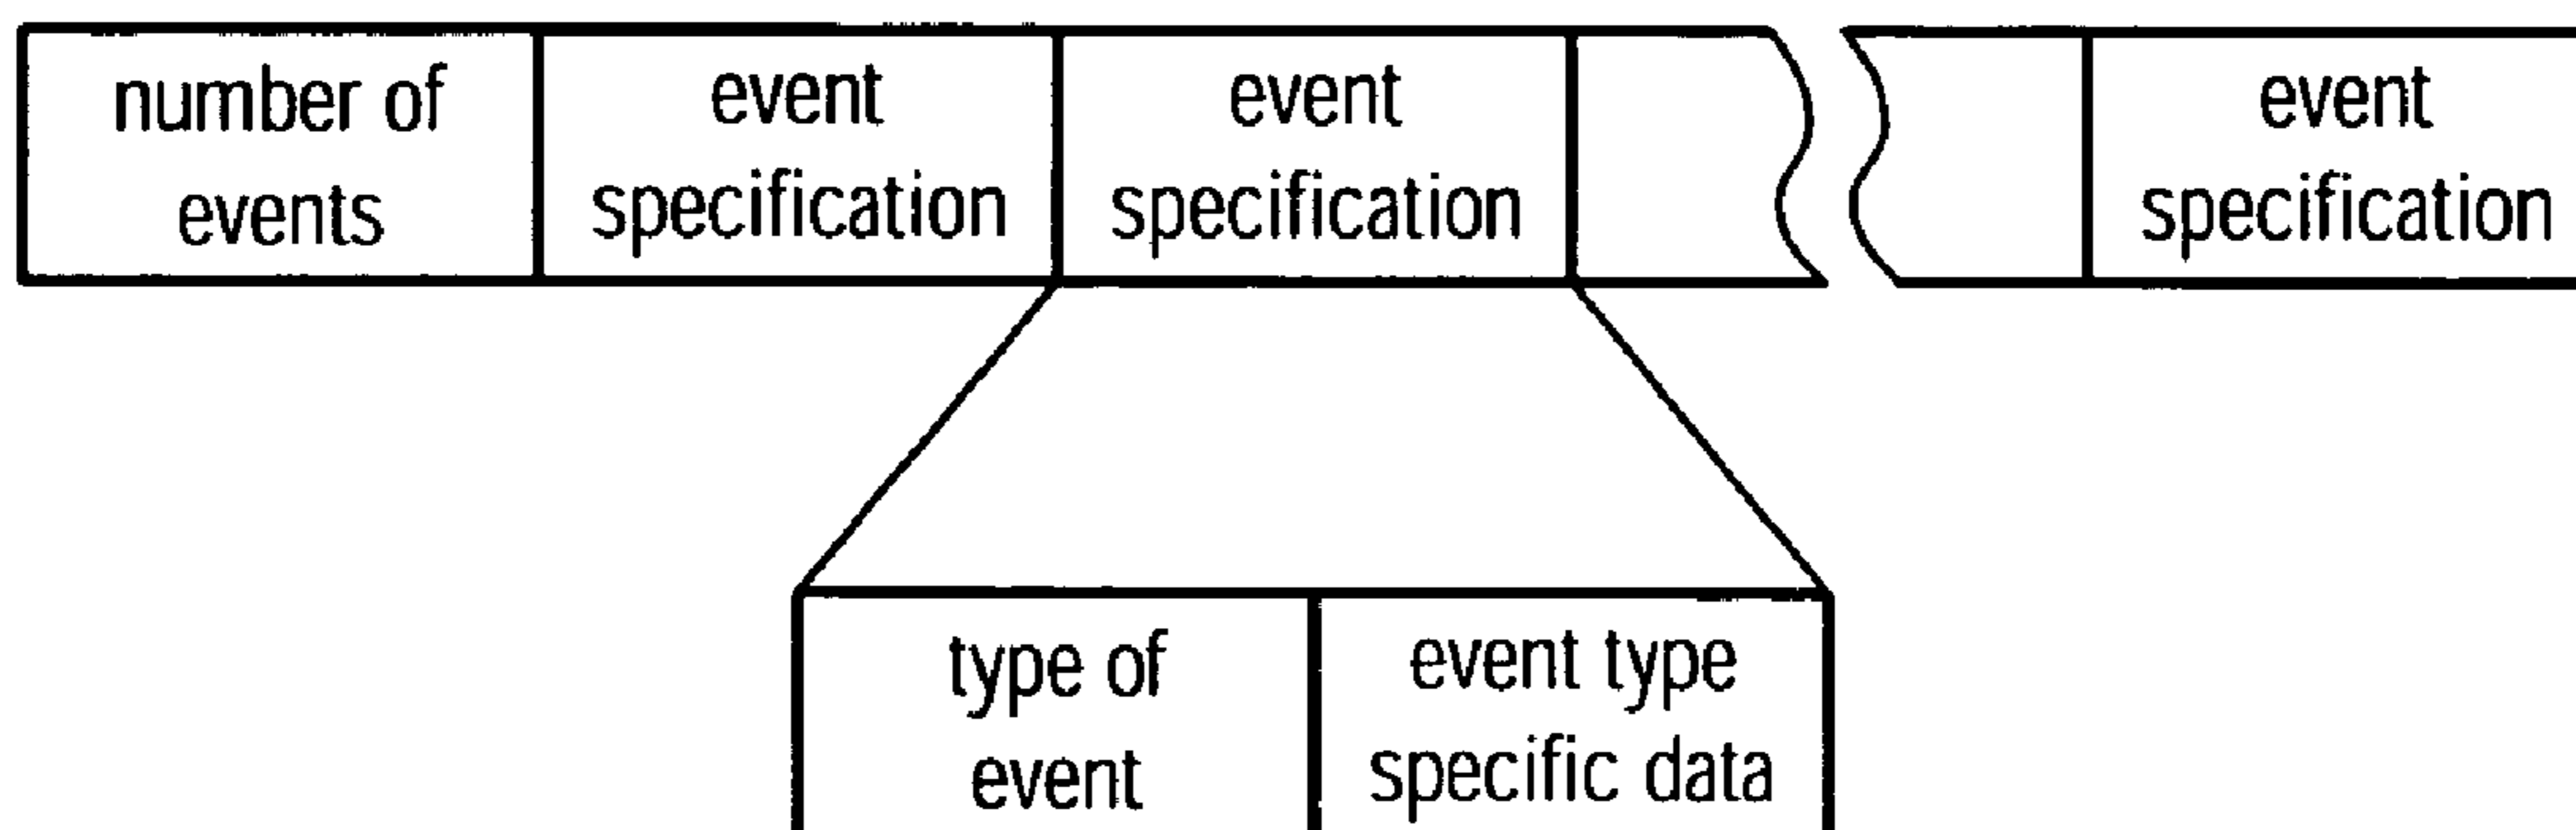 number of
events
event
specification
event
specification
event
specification
type of
event
event type
specific data